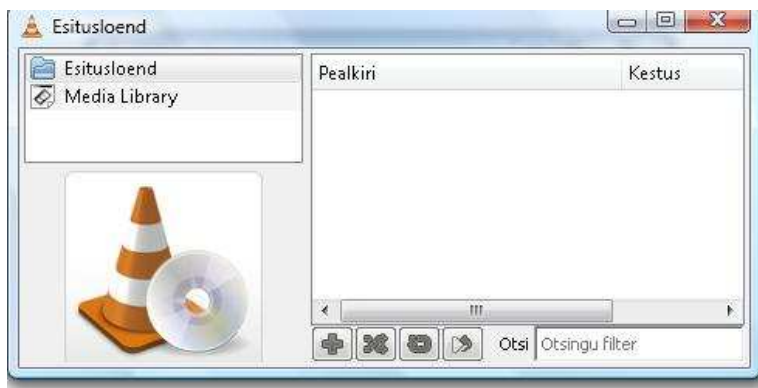 Esitusloend
Esitusloend
Media Library
Pealkiri Kestus
Otsi Otsingu filter